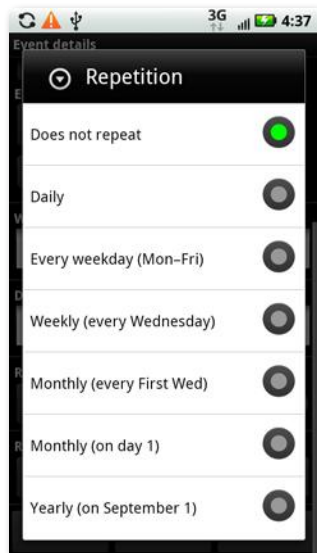 3G 4:37
Event details
Repetition
Does not repeat
Daily
Every weekday (Mon–Fri)
Weekly (every Wednesday)
Monthly (every First Wed)
Monthly (on day 1)
Yearly (on September 1)